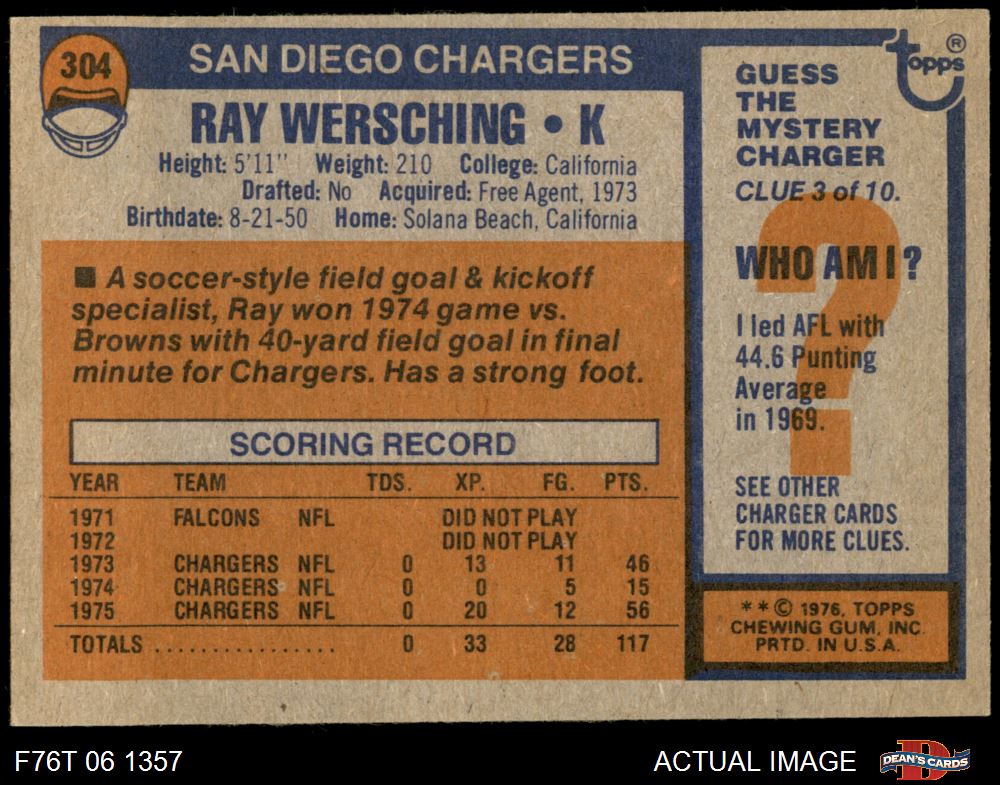 304
SAN DIEGO CHARGERS
RAY WERSCHING • K
Height: 5'11" Weight: 210 College: California
Drafted: No Acquired: Free Agent, 1973
Birthdate: 8-21-50 Home: Solana Beach, California
■ A soccer-style field goal & kickoff
specialist, Ray won 1974 game vs.
Browns with 40-yard field goal in final
minute for Chargers. Has a strong foot.
SCORING RECORD
YEAR TEAM TDS. XP. FG. PTS.
1971 FALCONS NFL DID NOT PLAY
1972 DID NOT PLAY
1973 CHARGERS NFL 0 13 11 46
1974 CHARGERS NFL 0 0 5 15
1975 CHARGERS NFL 0 20 12 56
TOTALS ................ 0 33 28 117
topps ®
GUESS
THE
MYSTERY
CHARGER
CLUE 3 of 10.
?
WHO AM I?
I led AFL with
44.6 Punting
Average
in 1969.
SEE OTHER
CHARGER CARDS
FOR MORE CLUES.
** © 1976, TOPPS
CHEWING GUM, INC.
PRTD. IN U.S.A.
F76T 06 1357
ACTUAL IMAGE
D
DEAN'S CARDS